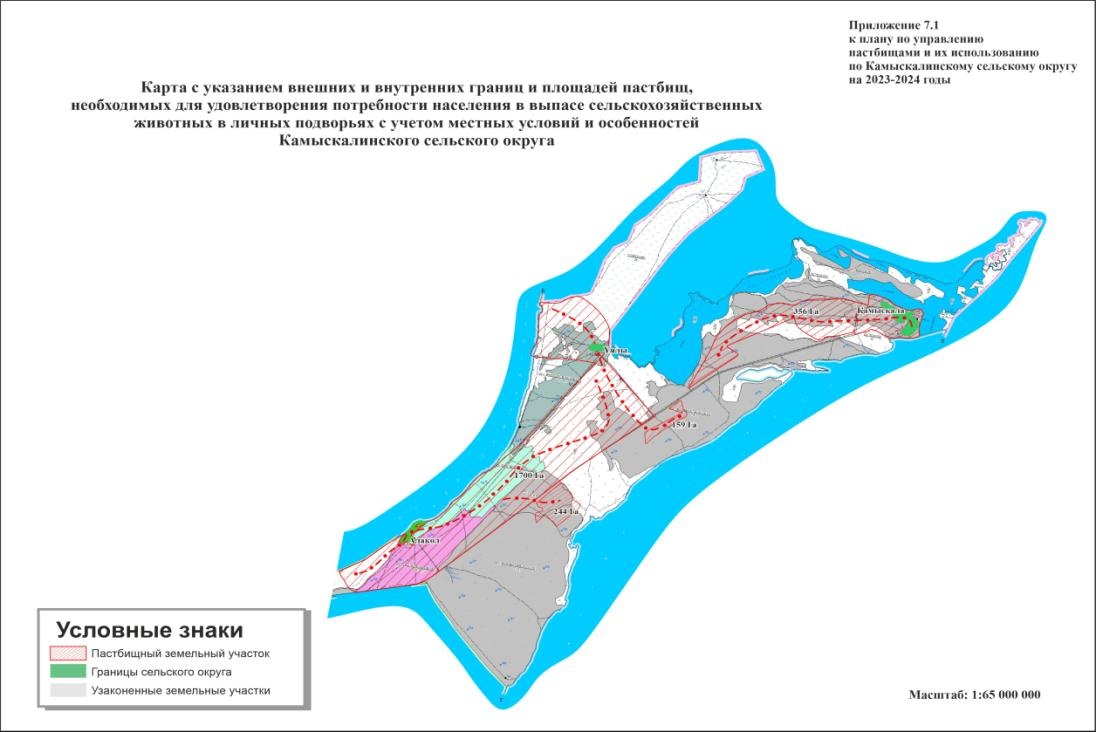 Приложение 7.1
к плану по управлению
пастбищами и их использованию
по Камыскалинскому сельскому округу
на 2023-2024 годы
Карта с указанием внешних и внутренних границ и площадей пастбищ,
необходимых для удовлетворения потребности населения в выпасе сельскохозяйственных
животных в личных подворьях с учетом местных условий и особенностей
Камыскалинского сельского округа
356 Га
Камыскала
Уялы
159 Га
1700 Га
244 Га
Алакол
Условные знаки
Пастбищный земельный участок
Границы сельского округа
Узаконенные земельные участки
Масштаб: 1:65 000 000